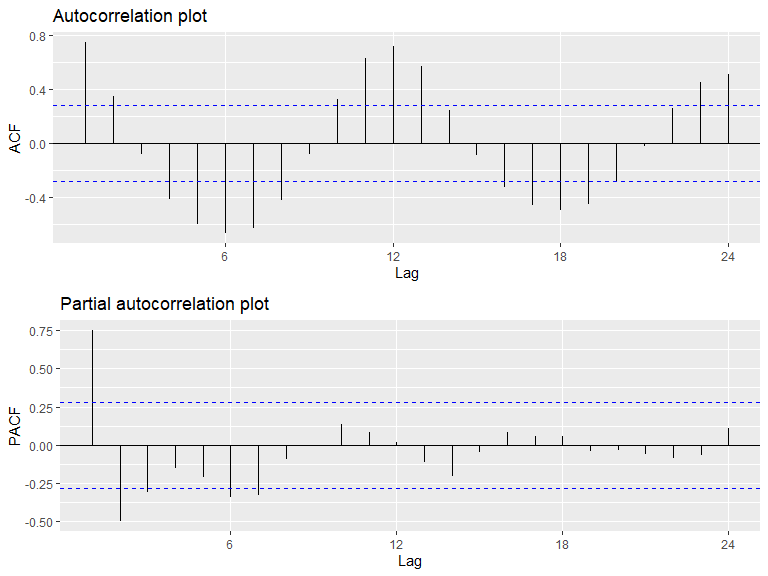 Autocorrelation plot
0.8
0.4
0.0
-0.4
ACF
6 12 18 24
Lag
Partial autocorrelation plot
0.75
0.50
0.25
0.00
-0.25
-0.50
PACF
6 12 18 24
Lag